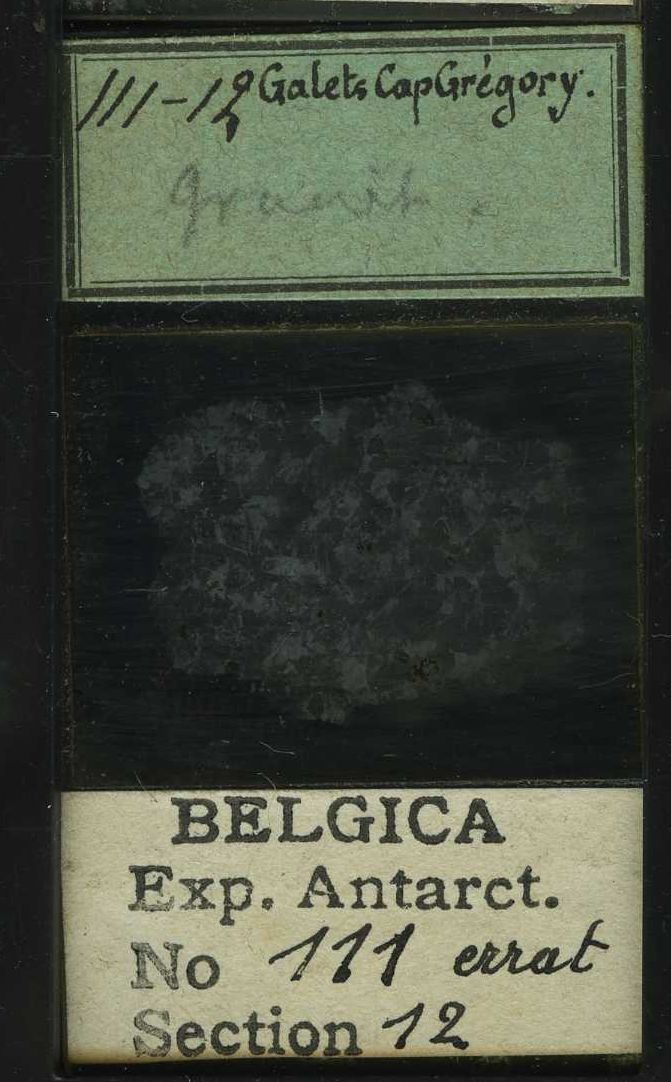 111-12 Galets Cap Grégory.
Granit.
BELGICA
Exp. Antarct.
No 111 errat
Section 12